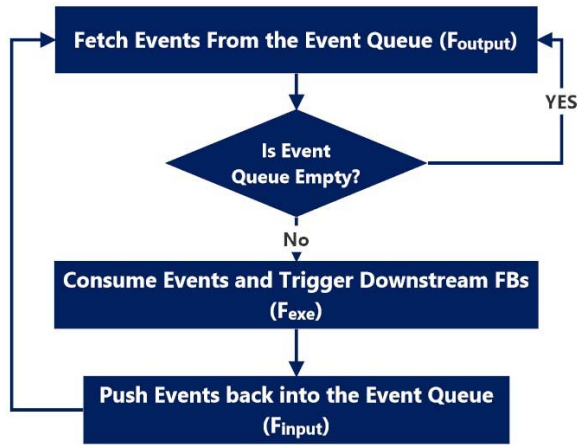 Fetch Events From the Event Queue (Foutput)
YES
Is Event
Queue Empty?
No
Consume Events and Trigger Downstream FBs
(Fexe)
Push Events back into the Event Queue
(Finput)